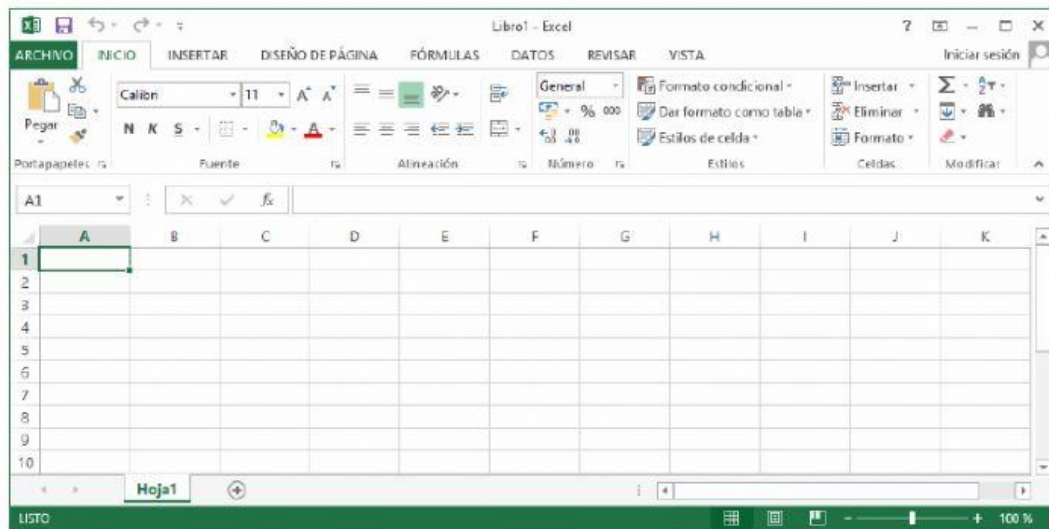 Libro1 - Excel ?
ARCHIVO INICIO INSERTAR DISEÑO DE PÁGINA FÓRMULAS DATOS REVISAR VISTA Iniciar sesión
Calibri 11 General Formato condicional Insertar
Pegar % 000 Dar formato como tabla Eliminar
N K S Estilos de celda Formato
Portapapeles Fuente Alineación Número Estilos Celdas Modificar
A1 fx
A B C D E F G H I J K
1
2
3
4
5
6
7
8
9
10
Hoja1
LISTO 100 %